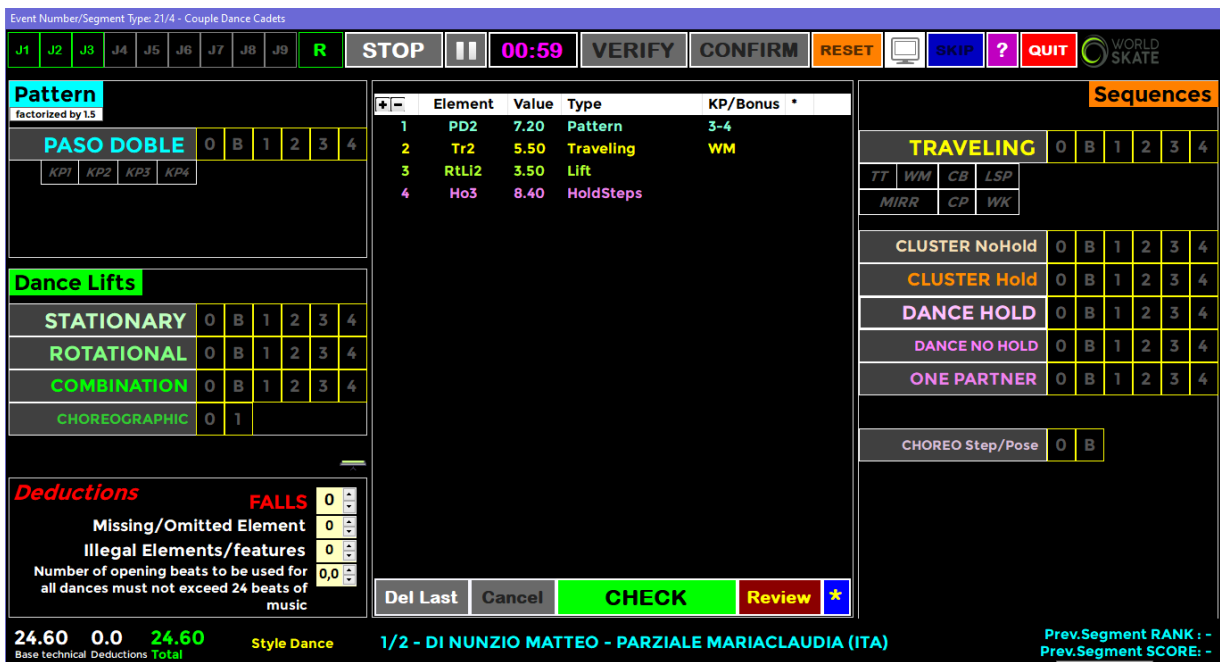 Event Number/Segment Type: 21/4 - Couple Dance Cadets
J1 J2 J3 J4 J5 J6 J7 J8 J9 R STOP 00:59 VERIFY CONFIRM RESET SKIP ? QUIT WORLD SKATE
Pattern
factorized by 1.5
PASO DOBLE 0 B 1 2 3 4
KP1 KP2 KP3 KP4
Dance Lifts
STATIONARY 0 B 1 2 3 4
ROTATIONAL 0 B 1 2 3 4
COMBINATION 0 B 1 2 3 4
CHOREOGRAPHIC 0 1
Deductions
FALLS 0
Missing/Omitted Element 0
Illegal Elements/features 0
Number of opening beats to be used for
all dances must not exceed 24 beats of
music 0,0
+ - Element Value Type KP/Bonus *
1 PD2 7.20 Pattern 3-4
2 Tr2 5.50 Traveling WM
3 RtLi2 3.50 Lift
4 Ho3 8.40 HoldSteps
Del Last Cancel CHECK Review *
Sequences
TRAVELING 0 B 1 2 3 4
TT WM CB LSP
MIRR CP WK
CLUSTER NoHold 0 B 1 2 3 4
CLUSTER Hold 0 B 1 2 3 4
DANCE HOLD 0 B 1 2 3 4
DANCE NO HOLD 0 B 1 2 3 4
ONE PARTNER 0 B 1 2 3 4
CHOREO Step/Pose 0 B
24.60 0.0 24.60
Base technical Deductions Total
Style Dance
1/2 - DI NUNZIO MATTEO - PARZIALE MARIACLAUDIA (ITA)
Prev.Segment RANK : -
Prev.Segment SCORE: -